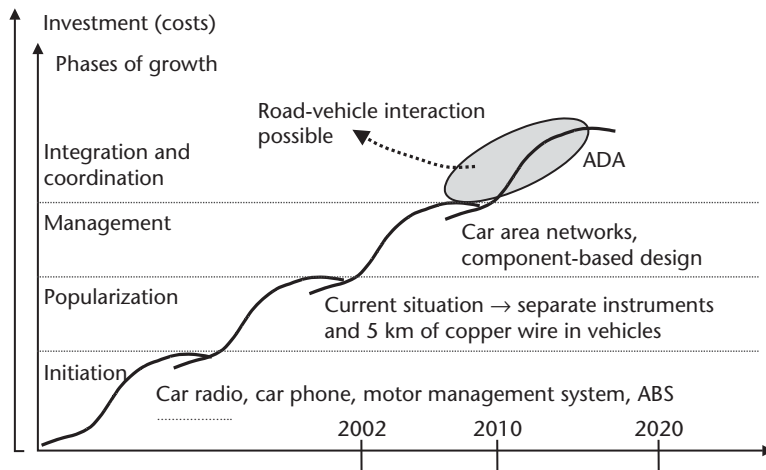 Investment (costs)
Phases of growth
Road-vehicle interaction
possible
Integration and
coordination
ADA
Management
Car area networks,
component-based design
Popularization
Current situation → separate instruments
and 5 km of copper wire in vehicles
Initiation
Car radio, car phone, motor management system, ABS
2002 2010 2020